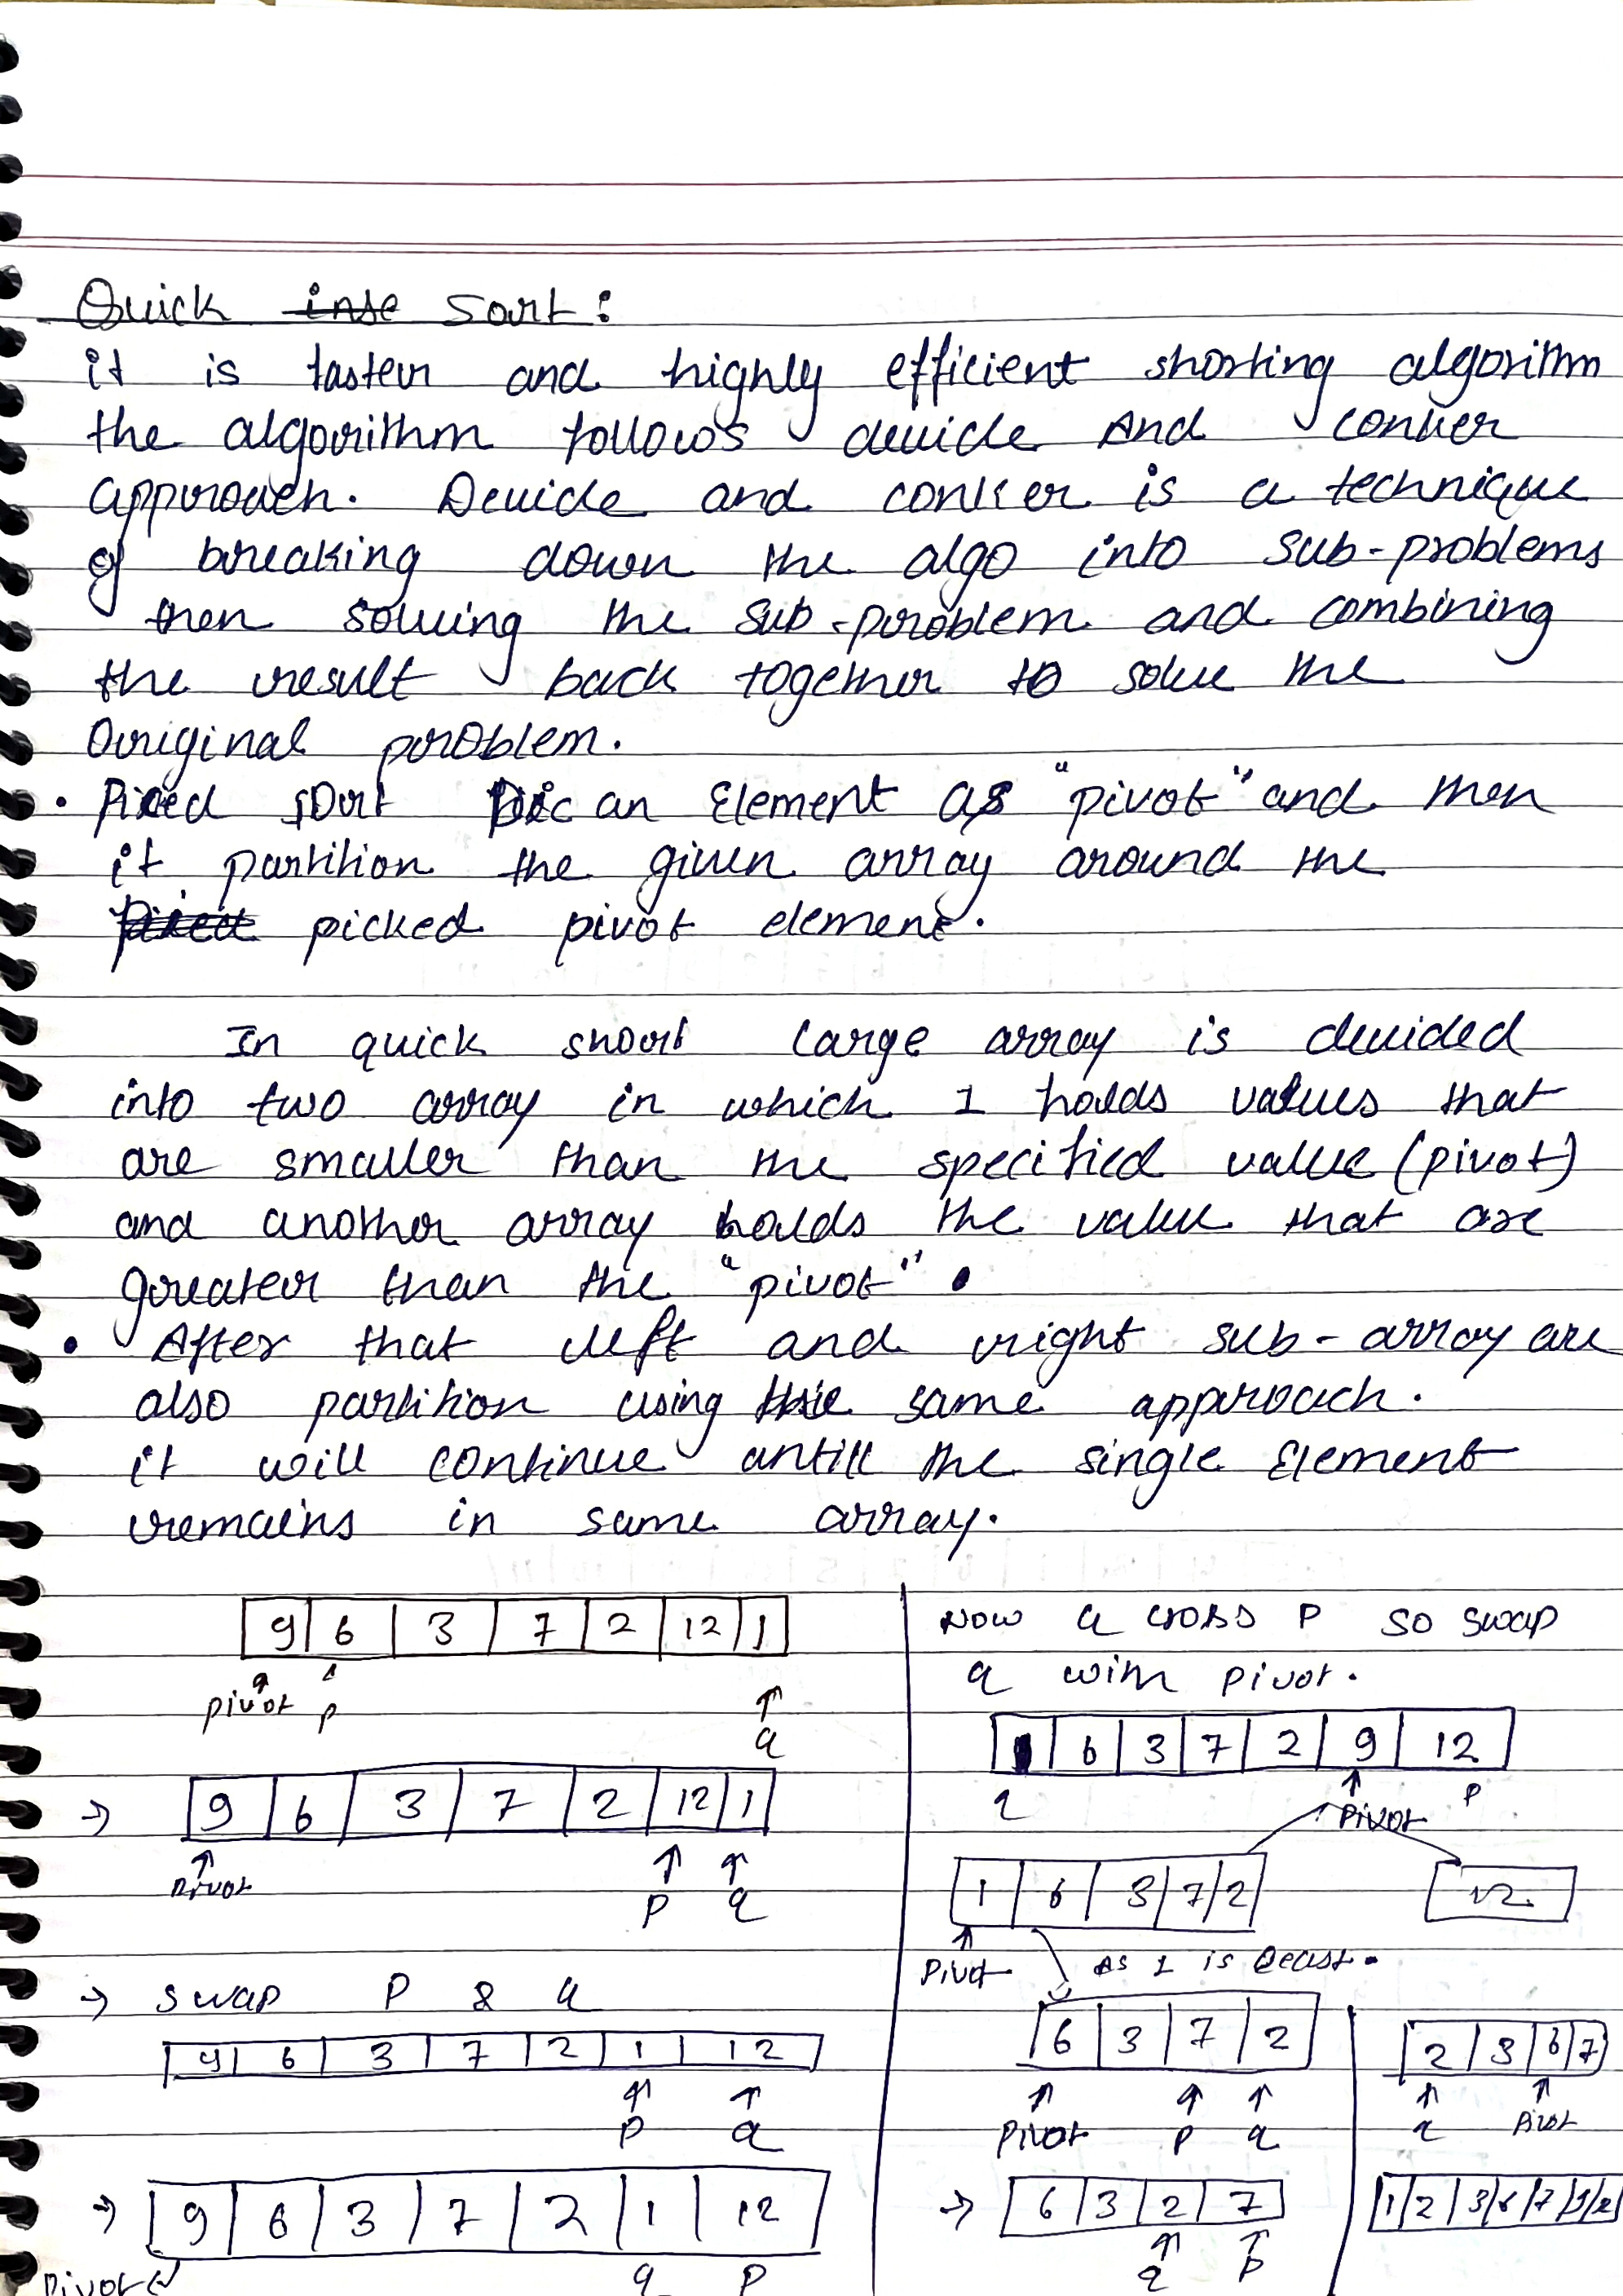 Quick inse Sort:
it is faster and highly efficient shorting algorithm
the algorithm follows devide And conker
approach. Devide and conker is a technique
of breaking down the algo into sub-problems
then solving the sub-problem and combining
the result back together to solve the
Original problem.
• Piced sort Pic an Element as "pivot" and then
it partition the given array around the
picked pivot element.
In quick short large array is devided
into two array in which 1 holds values that
are smaller than the specified value (pivot)
and another array holds the value that are
greater than the "pivot".
• After that left and right sub-array are
also partition using the same approach.
it will continue antill the single Element
remains in same array.
9 6 3 7 2 12 1
pivot p
q
→ 9 6 3 7 2 12 1
pivot p q
→ swap P & q
9 6 3 7 2 1 12
p q
→ 9 6 3 7 2 1 12
Pivot q p
Now q cross P so swap
q with pivot.
1 6 3 7 2 9 12
q pivot p
1 6 3 7 2 12
Pivot As 1 is least.
6 3 7 2
pivot p q
→ 6 3 2 7
q p
2 3 6 7
q pivot
1 2 3 6 7 9 12